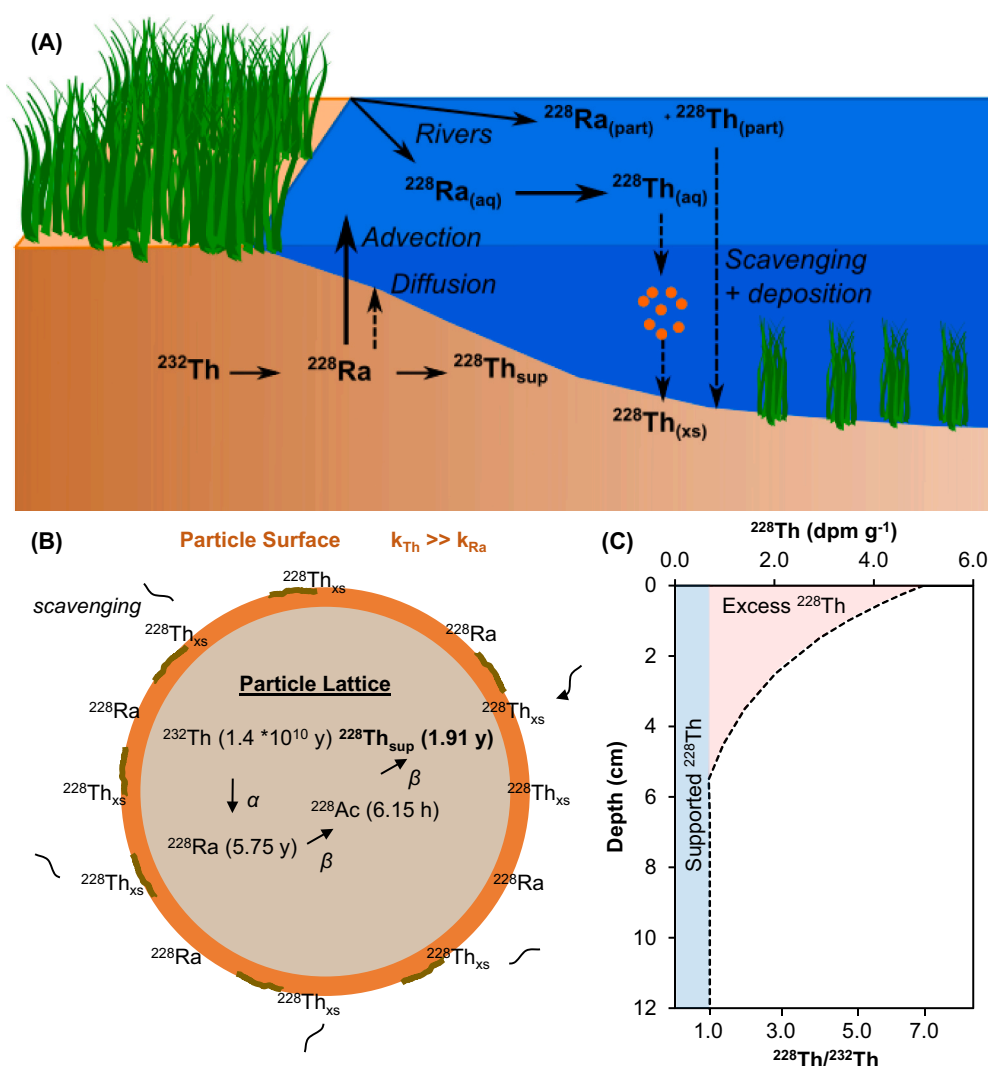 (A)
²²⁸Ra(part) + ²²⁸Th(part)
Rivers
²²⁸Ra(aq)
²²⁸Th(aq)
Advection
Diffusion
Scavenging
+ deposition
²³²Th
²²⁸Ra
²²⁸Thsup
²²⁸Th(xs)
(B)
Particle Surface kTh >> kRa
scavenging
²²⁸Thxs
²²⁸Thxs
²²⁸Ra
²²⁸Ra
²²⁸Thxs
²²⁸Thxs
²²⁸Thxs
²²⁸Thxs
²²⁸Ra
²²⁸Ra
²²⁸Thxs
²²⁸Thxs
Particle Lattice
²³²Th (1.4 *10¹⁰ y) ²²⁸Thsup (1.91 y)
α
β
²²⁸Ac (6.15 h)
²²⁸Ra (5.75 y)
β
(C)
²²⁸Th (dpm g⁻¹)
0.0 2.0 4.0 6.0
Excess ²²⁸Th
Supported ²²⁸Th
Depth (cm)
0
2
4
6
8
10
12
1.0 3.0 5.0 7.0
²²⁸Th/²³²Th